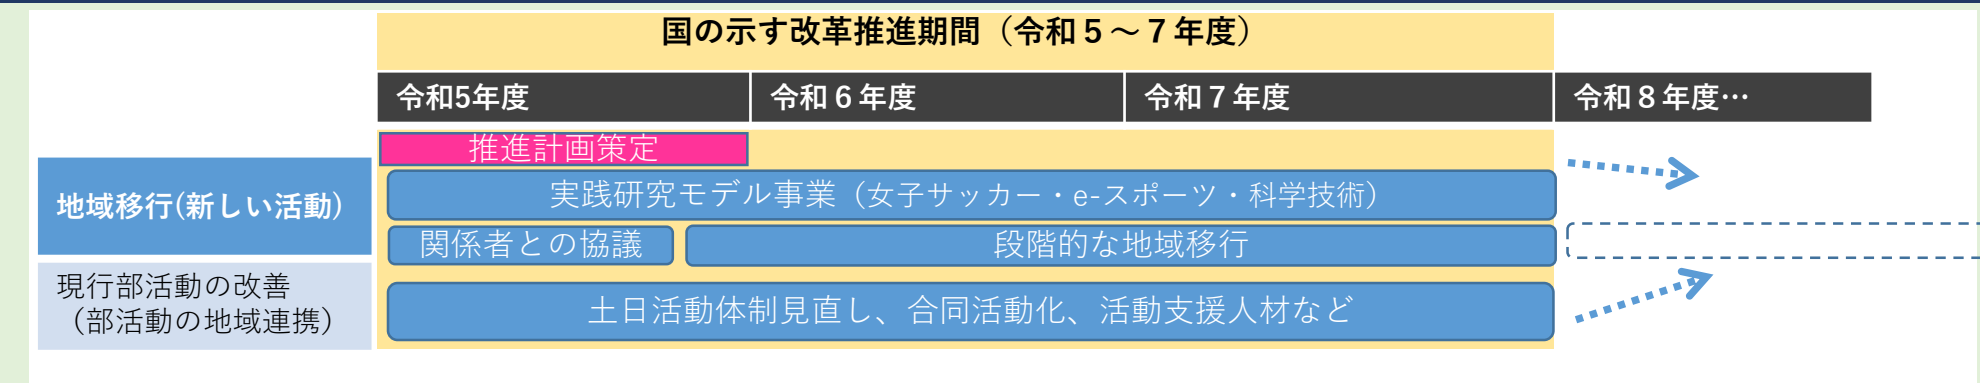 国の示す改革推進期間（令和５～７年度）
令和5年度
令和６年度
令和７年度
令和８年度…
推進計画策定
地域移行(新しい活動)
実践研究モデル事業（女子サッカー・e-スポーツ・科学技術）
関係者との協議
段階的な地域移行
現行部活動の改善
（部活動の地域連携）
土日活動体制見直し、合同活動化、活動支援人材など